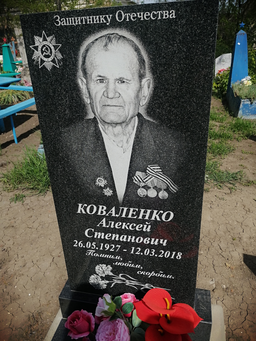 Защитнику Отечества
КОВАЛЕНКО
Алексей
Степанович
26.05.1927 - 12.03.2018
Помним,
любим,
скорбим.